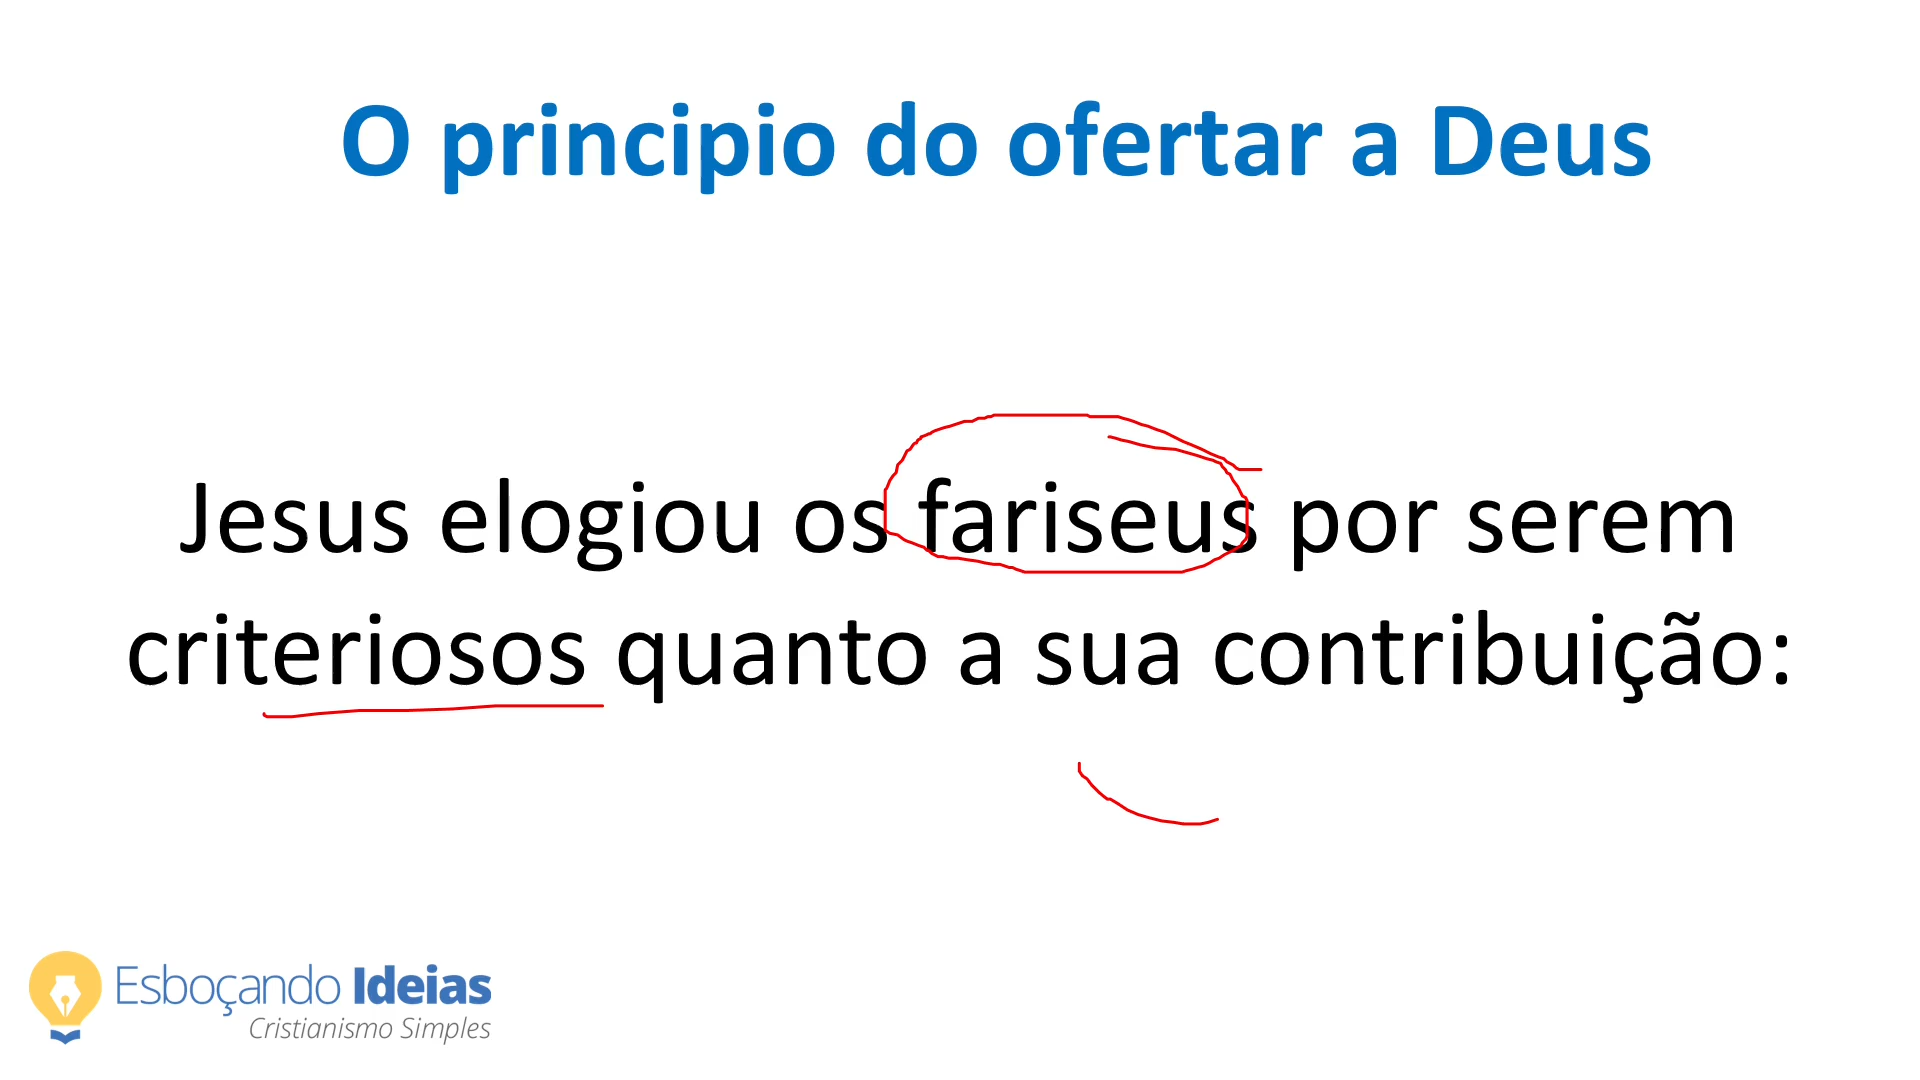 O principio do ofertar a Deus
Jesus elogiou os fariseus por serem
criteriosos quanto a sua contribuição:
Esboçando Ideias
Cristianismo Simples